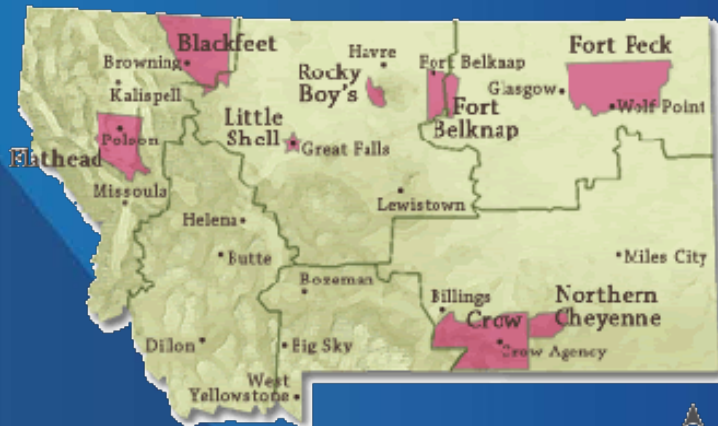 Blackfeet
Browning
Kalispell
Havre
Rocky
Boy's
Fort Belknap
Fort
Belknap
Fort Peck
Glasgow
Wolf Point
Little
Shell
Great Falls
Polson
Flathead
Missoula
Lewistown
Helena
Butte
Miles City
Bozeman
Billings
Crow
Crow Agency
Northern
Cheyenne
Dillon
Big Sky
West
Yellowstone